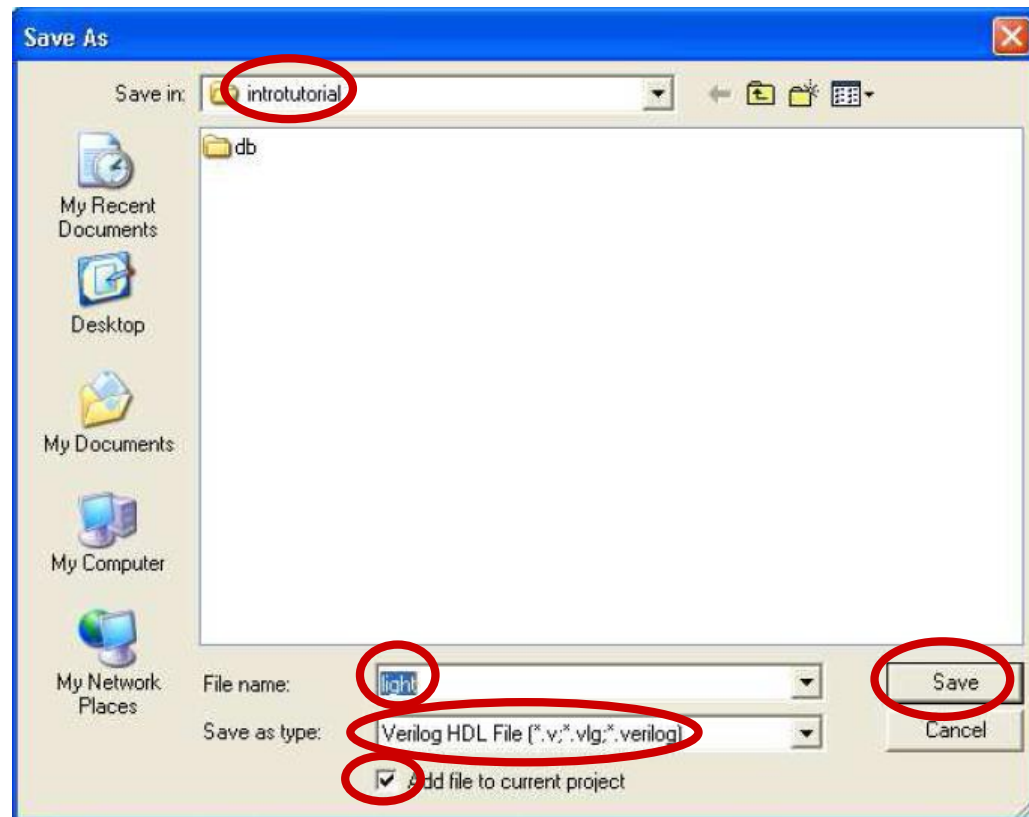 Save As
Save in:
introtutorial
db
My Recent
Documents
Desktop
My Documents
My Computer
My Network
Places
File name:
light
Save
Save as type:
Verilog HDL File (*.v;*.vlg;*.verilog)
Cancel
Add file to current project